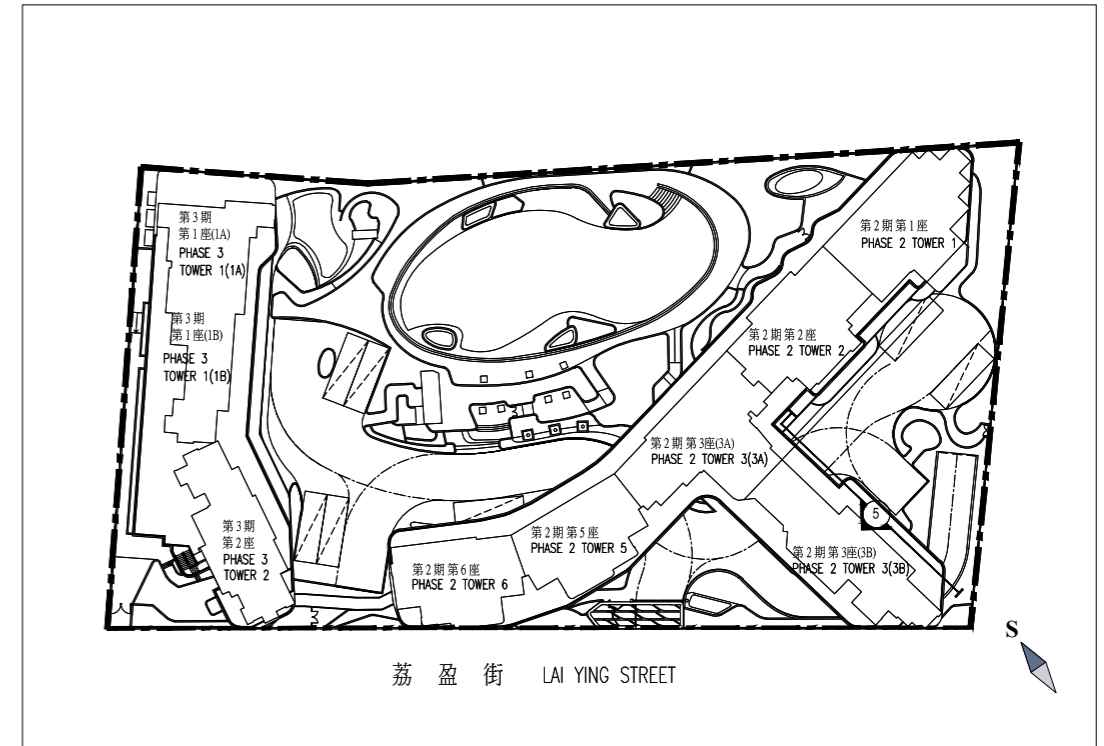 第3期
第1座(1A)
PHASE 3
TOWER 1(1A)
第3期
第1座(1B)
PHASE 3
TOWER 1(1B)
第3期
第2座
PHASE 3
TOWER 2
第2期第1座
PHASE 2 TOWER 1
第2期第2座
PHASE 2 TOWER 2
第2期第3座(3A)
PHASE 2 TOWER 3(3A)
5
第2期第3座(3B)
PHASE 2 TOWER 3(3B)
第2期第5座
PHASE 2 TOWER 5
第2期第6座
PHASE 2 TOWER 6
荔盈街 LAI YING STREET
S